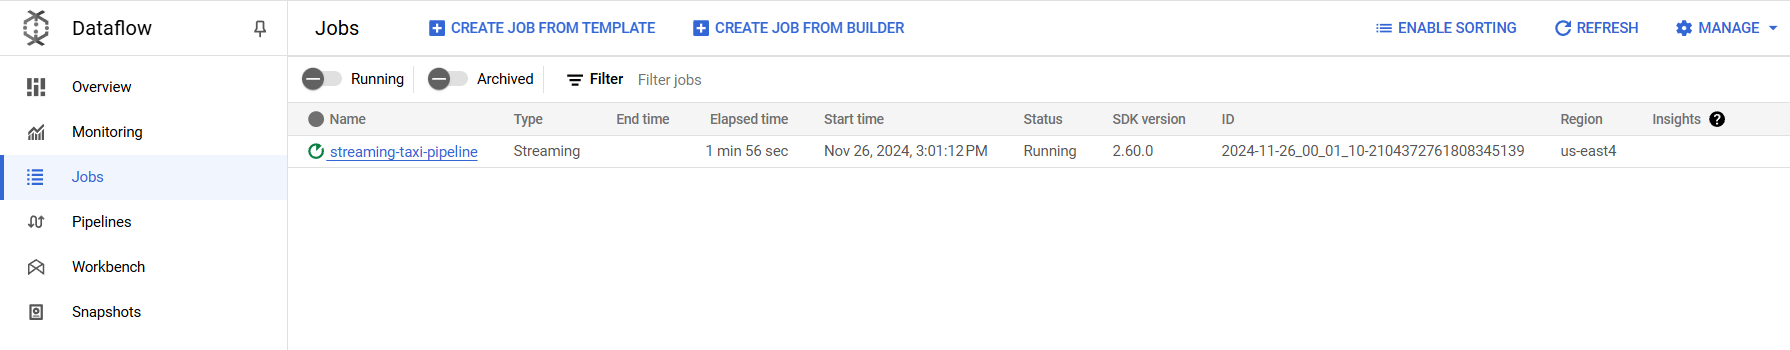 Dataflow
Jobs
CREATE JOB FROM TEMPLATE
CREATE JOB FROM BUILDER
ENABLE SORTING
REFRESH
MANAGE
Overview
Monitoring
Jobs
Pipelines
Workbench
Snapshots
Running
Archived
Filter Filter jobs
Name Type End time Elapsed time Start time Status SDK version ID Region Insights ?
streaming-taxi-pipeline Streaming 1 min 56 sec Nov 26, 2024, 3:01:12 PM Running 2.60.0 2024-11-26_00_01_10-2104372761808345139 us-east4